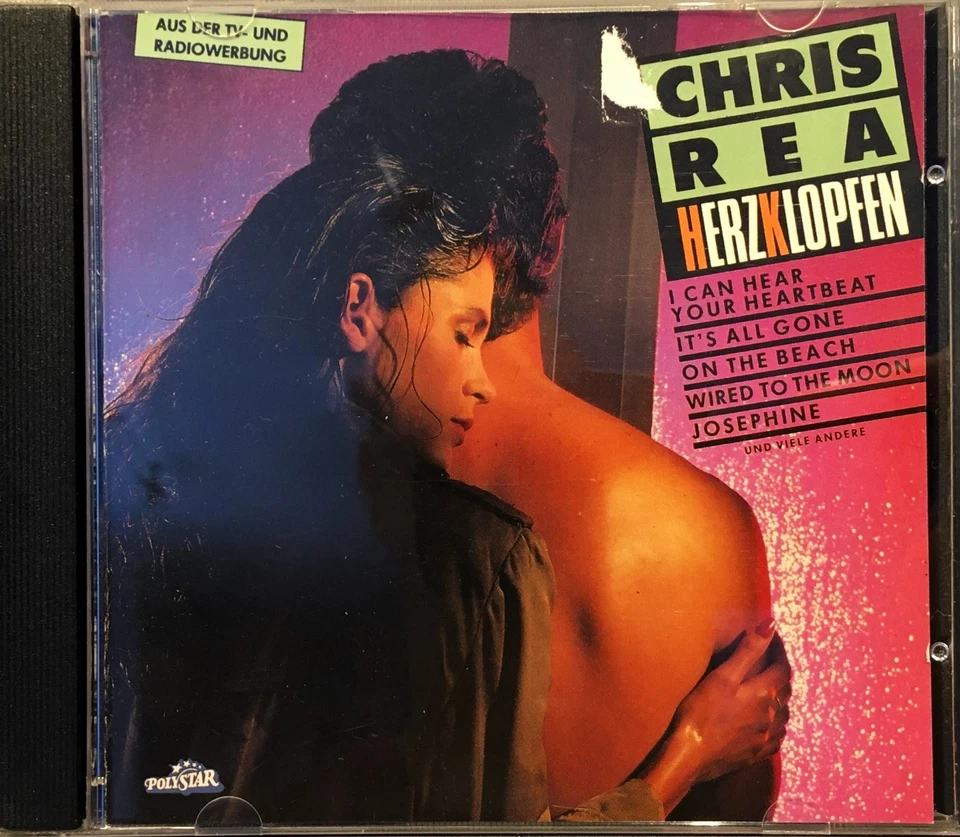 AUS DER TV- UND
RADIOWERBUNG
CHRIS
REA
HERZKLOPFEN
I CAN HEAR
YOUR HEARTBEAT
IT'S ALL GONE
ON THE BEACH
WIRED TO THE MOON
JOSEPHINE
UND VIELE ANDERE
POLYSTAR